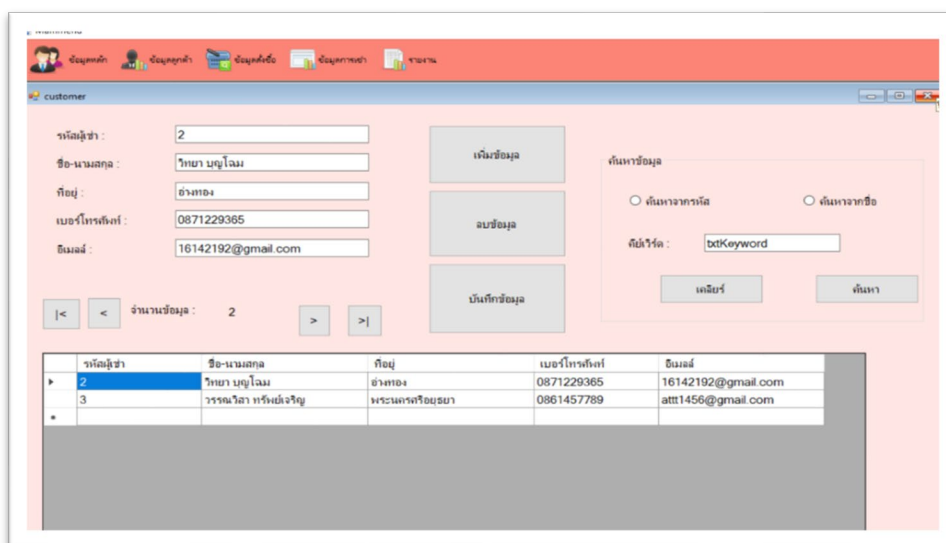 ข้อมูลหลัก ข้อมูลลูกค้า ข้อมูลสั่งซื้อ ข้อมูลการเช่า รายงาน
customer
รหัสผู้เช่า : 2
ชื่อ-นามสกุล : วิทยา บุญโฉม
ที่อยู่ : อ่างทอง
เบอร์โทรศัพท์ : 0871229365
อีเมลล์ : 16142192@gmail.com
เพิ่มข้อมุล
ลบข้อมุล
บันทึกข้อมุล
ค้นหาข้อมุล
ค้นหาจากรหัส ค้นหาจากชื่อ
คีย์เวิร์ด : txtKeyword
เคลียร์ ค้นหา
|< < จำนวนข้อมุล : 2 > >|
รหัสผู้เช่า ชื่อ-นามสกุล ที่อยู่ เบอร์โทรศัพท์ อีเมลล์
2 วิทยา บุญโฉม อ่างทอง 0871229365 16142192@gmail.com
3 วรรณวิสา ทรัพย์เจริญ พระนครศรีอยุธยา 0861457789 attt1456@gmail.com